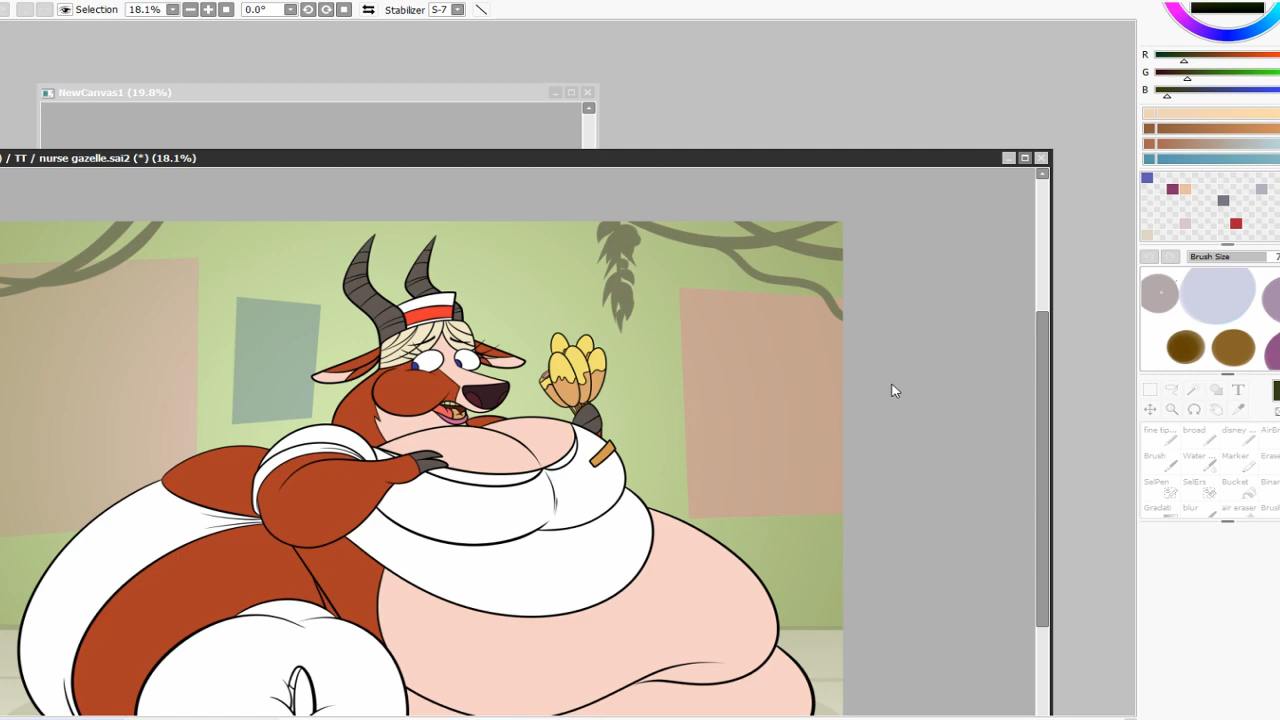 Selection 18.1% 0.0° Stabilizer S-7
R
NewCanvas1 (19.8%)
G
B
) / TT / nurse gazelle.sai2 (*) (18.1%)
Brush Size 7
T
fine tip... broad disney ... AirBr
Brush Water ... Marker Erase
SelPen SelErs Bucket Binar
Gradati blur air eraser Brus